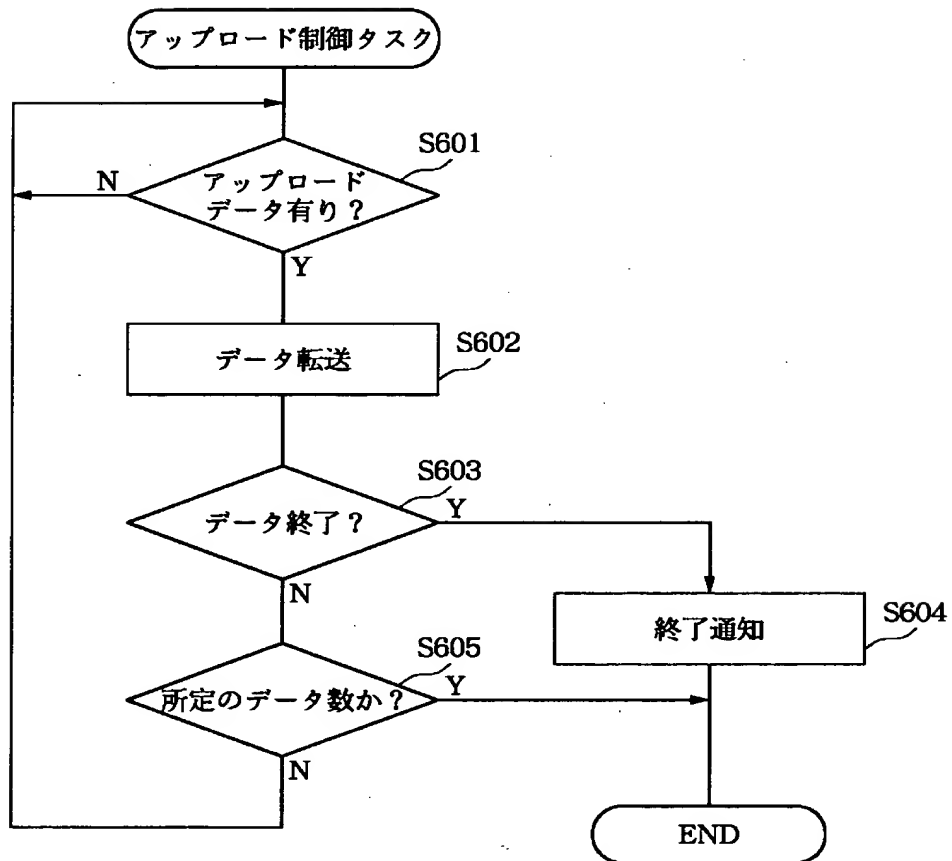 アップロード制御タスク
S601
アップロード
データ有り？
N
Y
データ転送
S602
S603
データ終了？
Y
N
終了通知
S604
S605
所定のデータ数か？
Y
N
END